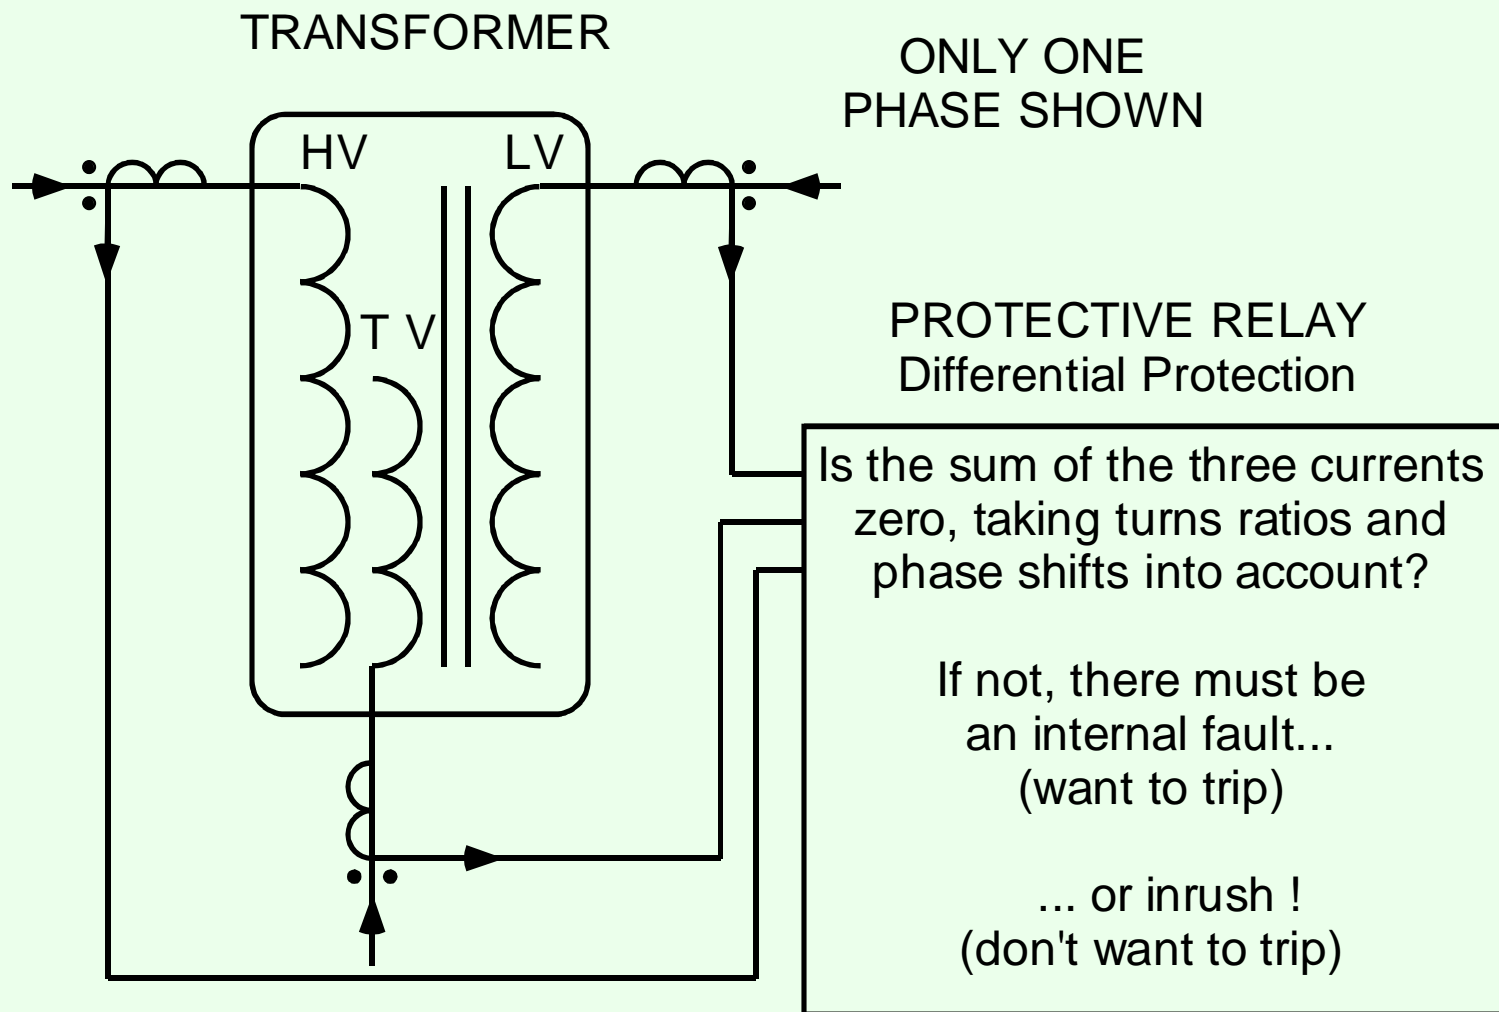 TRANSFORMER
ONLY ONE
PHASE SHOWN
HV
LV
T V
PROTECTIVE RELAY
Differential Protection
Is the sum of the three currents
zero, taking turns ratios and
phase shifts into account?
If not, there must be
an internal fault...
(want to trip)
... or inrush !
(don't want to trip)